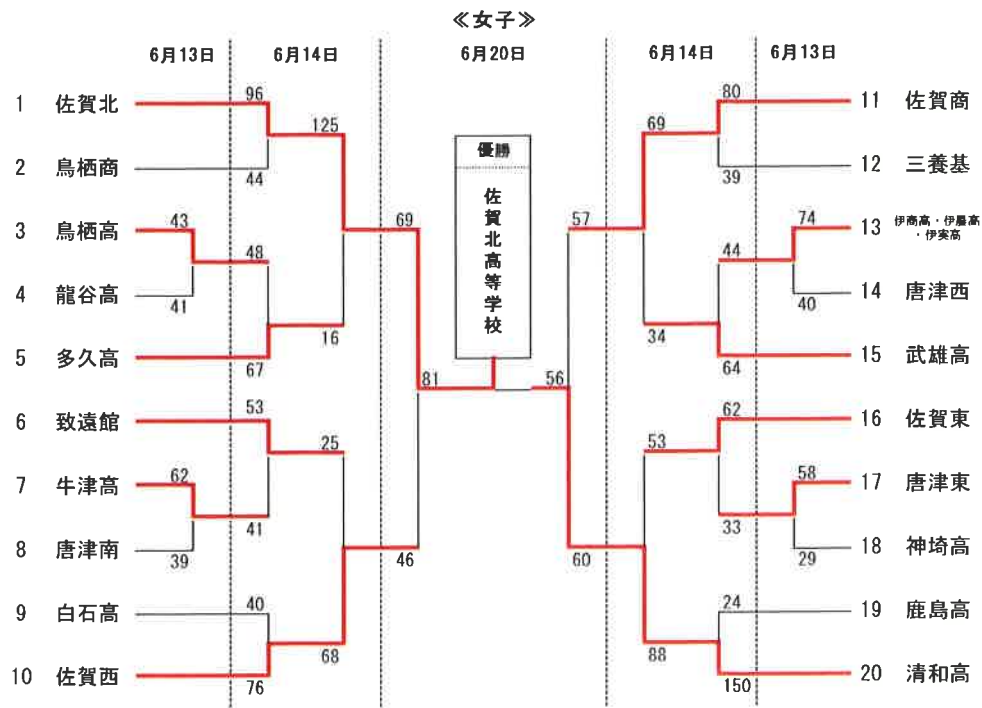 ≪女子≫
6月13日 6月14日 6月20日 6月14日 6月13日
1 佐賀北 96 80 11 佐賀商
125 69
2 鳥栖商 44 39 12 三養基
優勝
佐賀北高等学校
3 鳥栖高 43 69 57 74 13 伊商高・伊農高・伊実高
48 44
4 龍谷高 41 40 14 唐津西
16 34
5 多久高 67 64 15 武雄高
81 56
6 致遠館 53 62 16 佐賀東
25 53
7 牛津高 62 58 17 唐津東
41 33
8 唐津南 39 46 60 29 18 神埼高
9 白石高 40 24 19 鹿島高
68 88
10 佐賀西 76 150 20 清和高